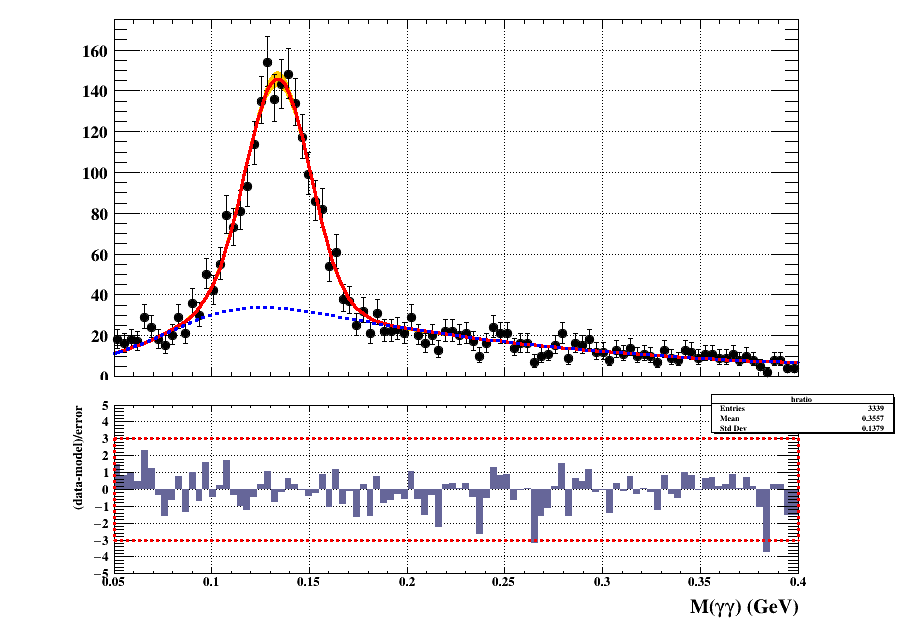 160
140
120
100
80
60
40
20
0
hratio
Entries 3339
Mean 0.3557
Std Dev 0.1379
(data-model)/error
5
4
3
2
1
0
−1
−2
−3
−4
−5
0.05 0.1 0.15 0.2 0.25 0.3 0.35 0.4
M(γγ) (GeV)